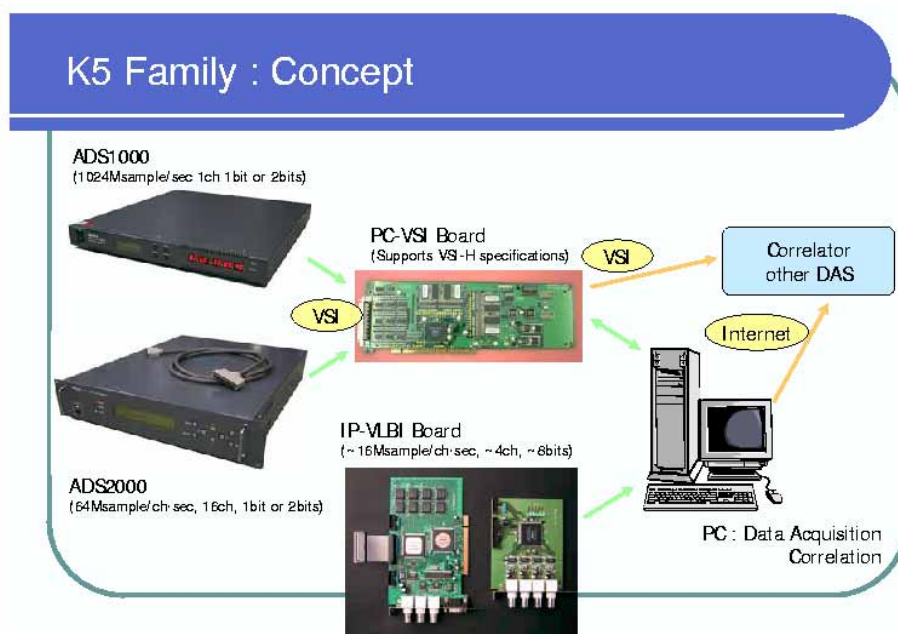 K5 Family : Concept
ADS1000
(1024Msample/sec 1ch 1bit or 2bits)
PC-VSI Board
(Supports VSI-H specifications)
VSI
Correlator
other DAS
VSI
Internet
IP-VLBI Board
(~16Msample/ch·sec, ~4ch, ~8bits)
ADS2000
(64Msample/ch·sec, 16ch, 1bit or 2bits)
PC : Data Acquisition
Correlation